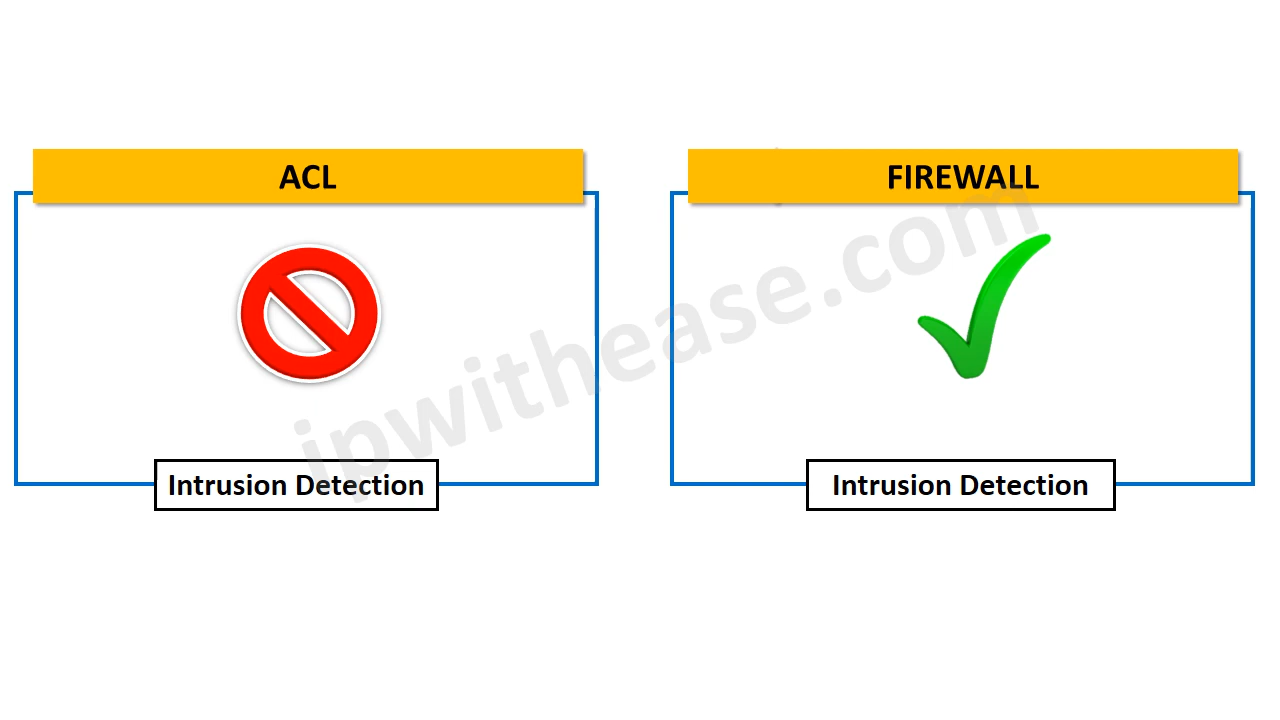 ACL
FIREWALL
Intrusion Detection
Intrusion Detection
ipwithease.com